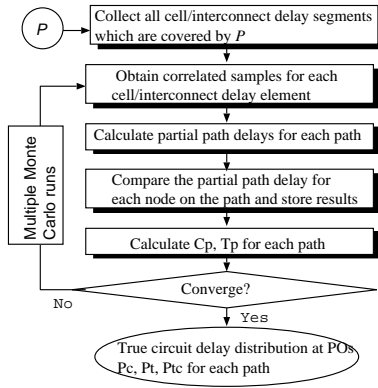 P
Collect all cell/interconnect delay segments
which are covered by P
Obtain correlated samples for each
cell/interconnect delay element
Calculate partial path delays for each path
Compare the partial path delay for
each node on the path and store results
Calculate Cp, Tp for each path
Multiple Monte
Carlo runs
Converge?
No
Yes
True circuit delay distribution at POs
Pc, Pt, Ptc for each path